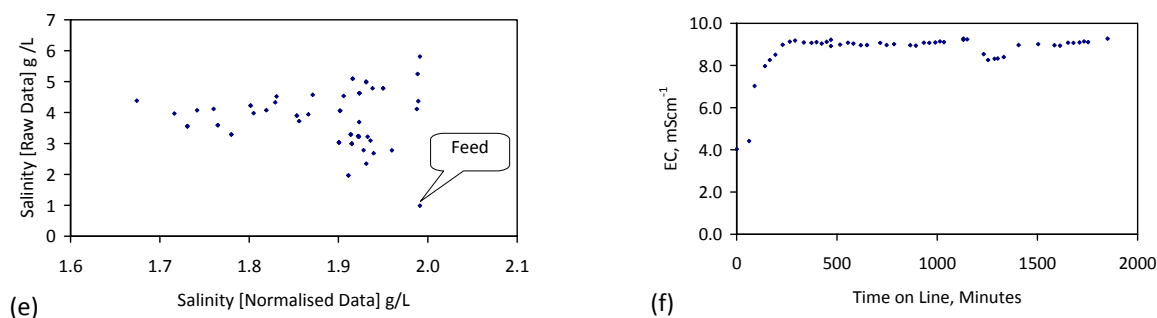 Salinity [Raw Data] g /L
7
6
5
4
3
2
1
0
Feed
1.6 1.7 1.8 1.9 2.0 2.1
(e) Salinity [Normalised Data] g/L
EC, mScm-1
10.0
8.0
6.0
4.0
2.0
0.0
0 500 1000 1500 2000
(f) Time on Line, Minutes